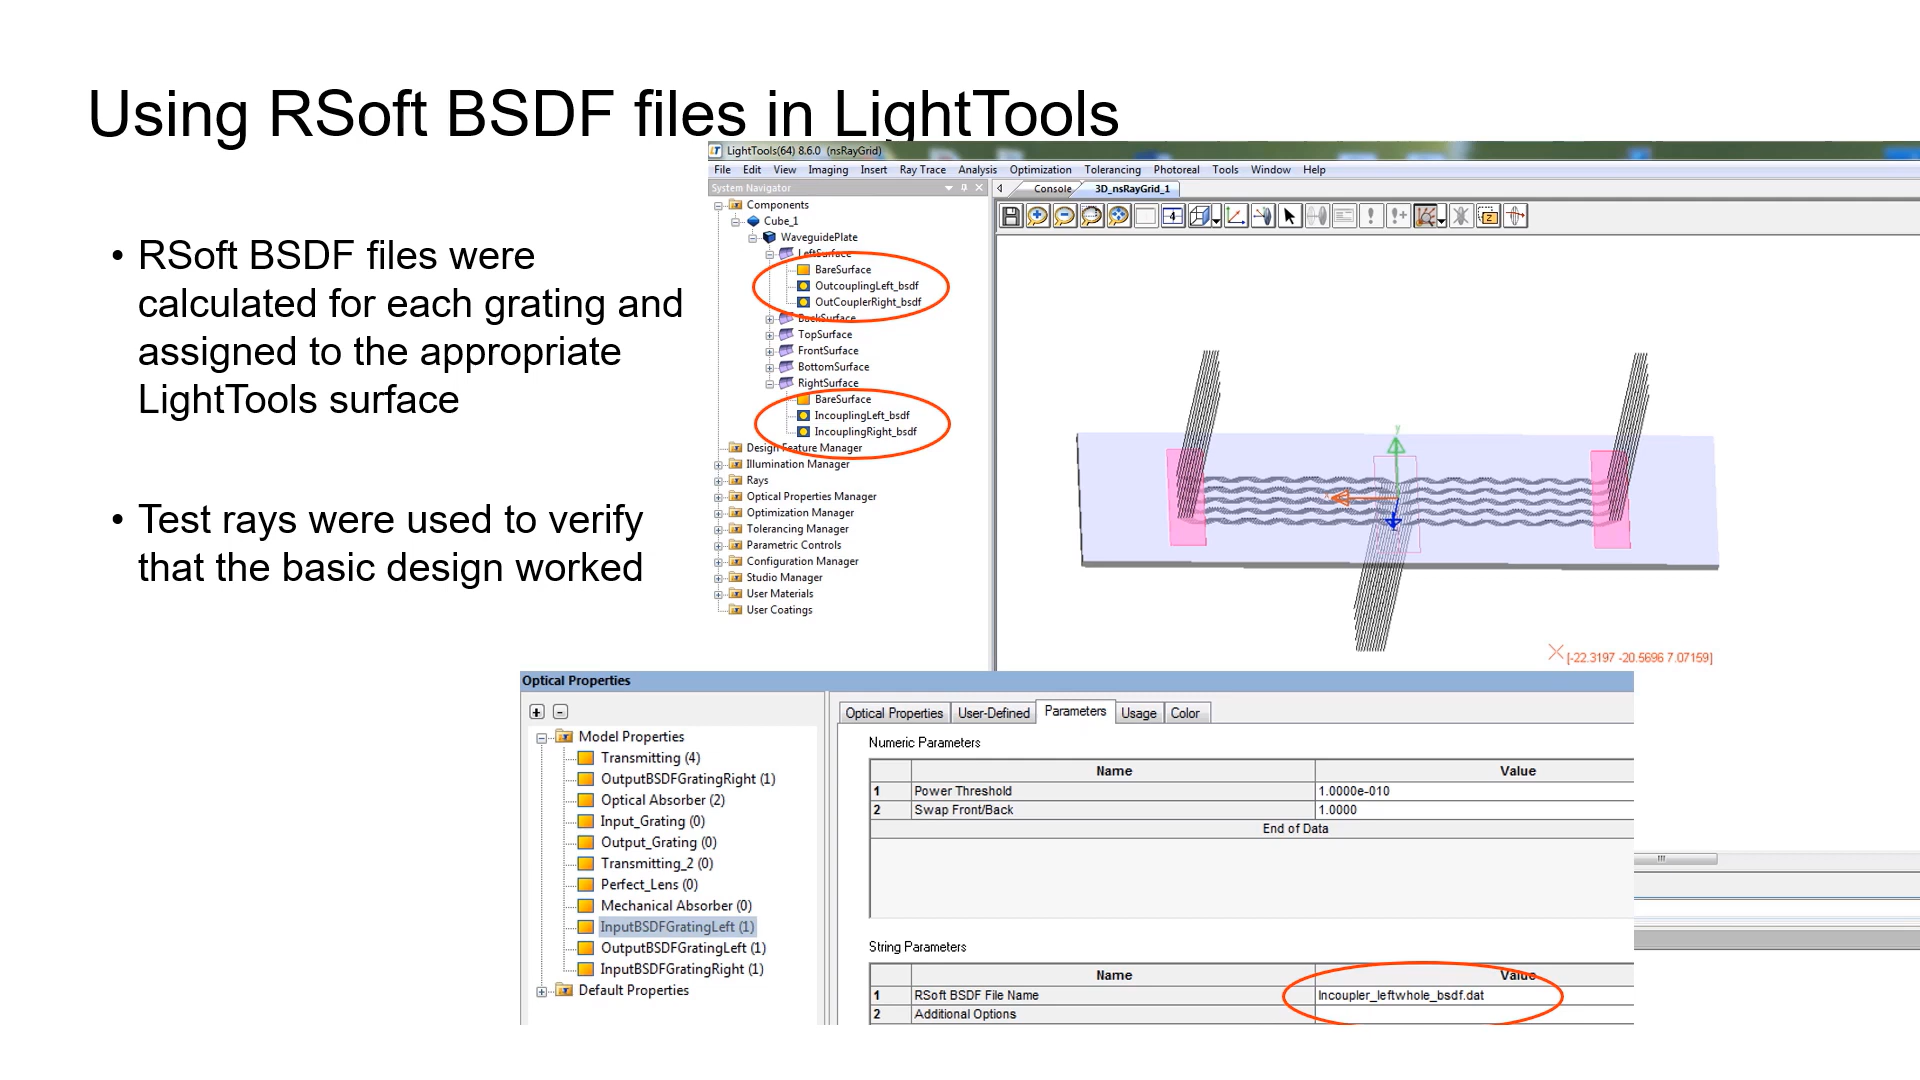 Using RSoft BSDF files in LightTools
• RSoft BSDF files were
calculated for each grating and
assigned to the appropriate
LightTools surface
• Test rays were used to verify
that the basic design worked
LightTools(64) 8.6.0 (nsRayGrid)
File Edit View Imaging Insert Ray Trace Analysis Optimization Tolerancing Photoreal Tools Window Help
System Navigator
Console 3D_nsRayGrid_1
Components
Cube_1
WaveguidePlate
LeftSurface
BareSurface
OutcouplingLeft_bsdf
OutCouplerRight_bsdf
BackSurface
TopSurface
FrontSurface
BottomSurface
RightSurface
BareSurface
IncouplingLeft_bsdf
IncouplingRight_bsdf
Design Feature Manager
Illumination Manager
Rays
Optical Properties Manager
Optimization Manager
Tolerancing Manager
Parametric Controls
Configuration Manager
Studio Manager
User Materials
User Coatings
y
x
[-22.3197 -20.5696 7.07159]
Optical Properties
Model Properties
Transmitting (4)
OutputBSDFGratingRight (1)
Optical Absorber (2)
Input_Grating (0)
Output_Grating (0)
Transmitting_2 (0)
Perfect_Lens (0)
Mechanical Absorber (0)
InputBSDFGratingLeft (1)
OutputBSDFGratingLeft (1)
InputBSDFGratingRight (1)
Default Properties
Optical Properties User-Defined Parameters Usage Color
Numeric Parameters
Name Value
1 Power Threshold 1.0000e-010
2 Swap Front/Back 1.0000
End of Data
String Parameters
Name Value
1 RSoft BSDF File Name Incoupler_leftwhole_bsdf.dat
2 Additional Options